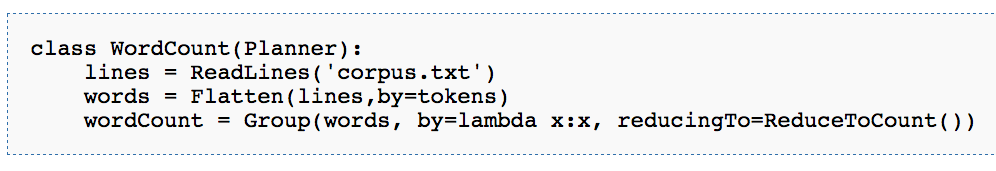 class WordCount(Planner):
    lines = ReadLines('corpus.txt')
    words = Flatten(lines,by=tokens)
    wordCount = Group(words, by=lambda x:x, reducingTo=ReduceToCount())